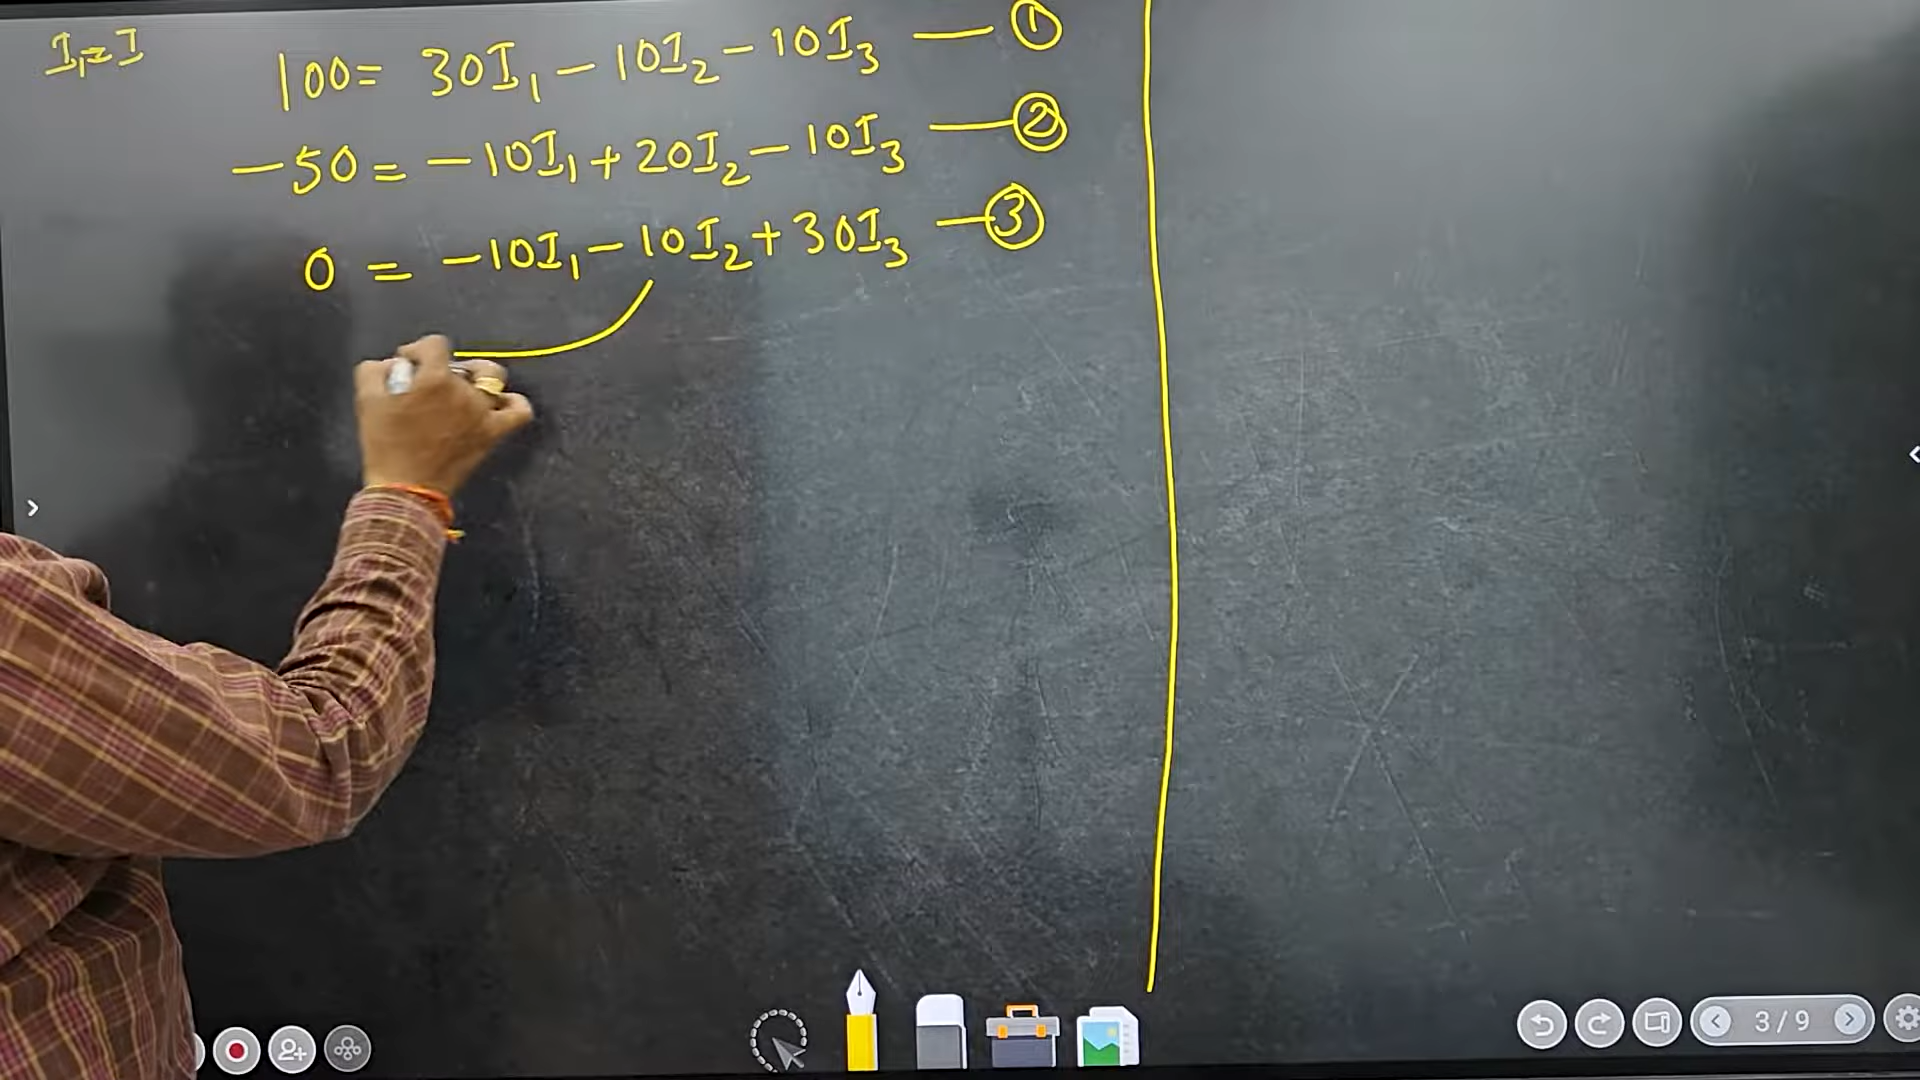 I₁=I
100= 30I₁ - 10I₂ - 10I₃ — ①
-50 = -10I₁ + 20I₂ - 10I₃ — ②
0 = -10I₁ - 10I₂ + 30I₃ — ③
3 / 9